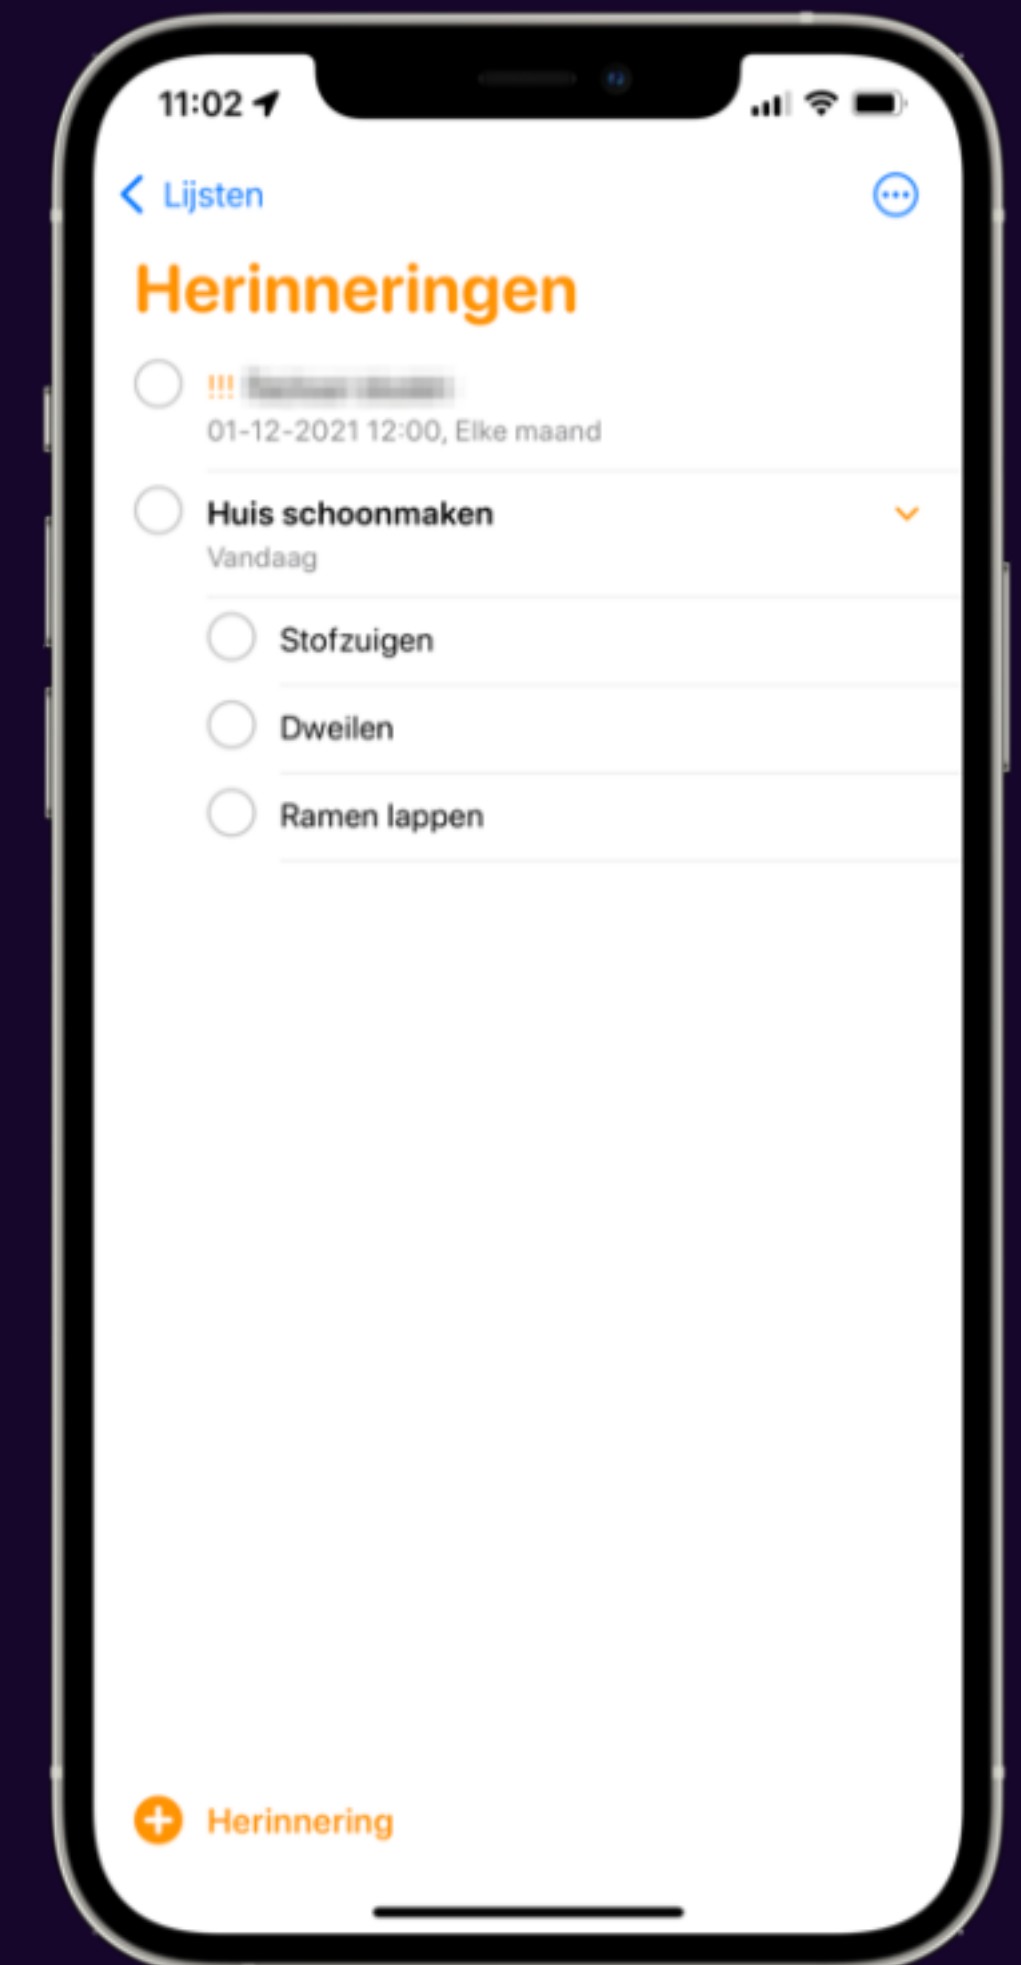 11:02
Lijsten
Herinneringen
!!!
01-12-2021 12:00, Elke maand
Huis schoonmaken
Vandaag
Stofzuigen
Dweilen
Ramen lappen
Herinnering